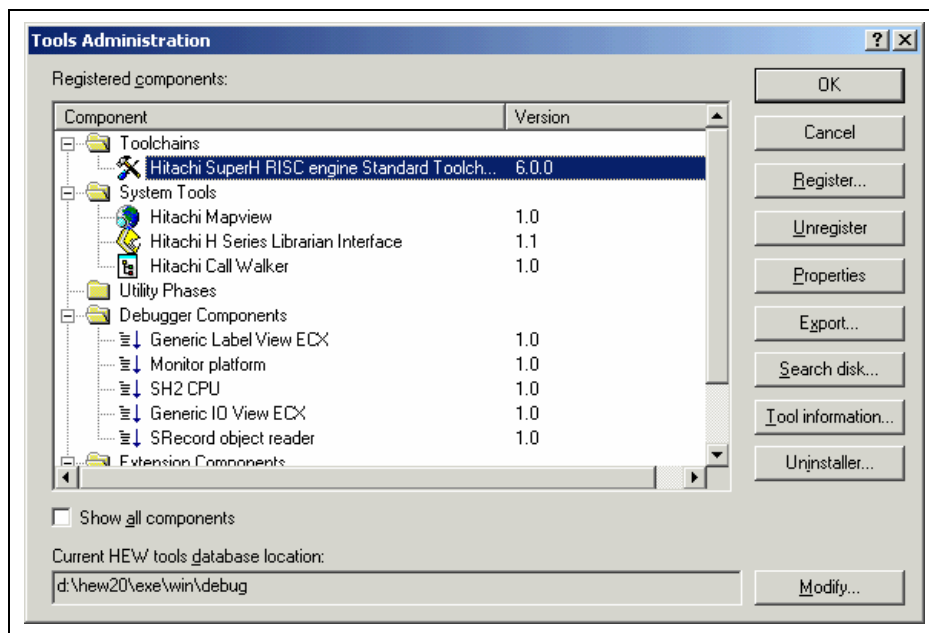 Tools Administration
Registered components:
Component Version
Toolchains
Hitachi SuperH RISC engine Standard Toolch... 6.0.0
System Tools
Hitachi Mapview 1.0
Hitachi H Series Librarian Interface 1.1
Hitachi Call Walker 1.0
Utility Phases
Debugger Components
Generic Label View ECX 1.0
Monitor platform 1.0
SH2 CPU 1.0
Generic IO View ECX 1.0
SRecord object reader 1.0
Extension Components
Show all components
Current HEW tools database location:
d:\hew20\exe\win\debug
OK
Cancel
Register...
Unregister
Properties
Export...
Search disk...
Tool information...
Uninstaller...
Modify...